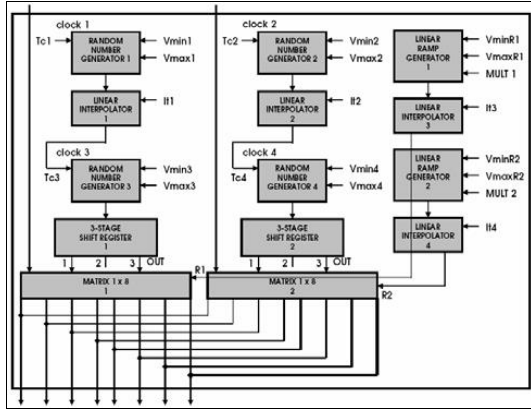 clock 1
Tc1
RANDOM
NUMBER
GENERATOR 1
Vmin1
Vmax1
LINEAR
INTERPOLATOR
1
It1
clock 3
Tc3
RANDOM
NUMBER
GENERATOR 3
Vmin3
Vmax3
3-STAGE
SHIFT REGISTER
1
1 2 3 OUT
MATRIX 1 x 8
1
R1
clock 2
Tc2
RANDOM
NUMBER
GENERATOR 2
Vmin2
Vmax2
LINEAR
INTERPOLATOR
2
It2
clock 4
Tc4
RANDOM
NUMBER
GENERATOR 4
Vmin4
Vmax4
3-STAGE
SHIFT REGISTER
2
1 2 3 OUT
MATRIX 1 x 8
2
R2
LINEAR
RAMP
GENERATOR
1
VminR1
VmaxR1
MULT 1
LINEAR
INTERPOLATOR
3
It3
LINEAR
RAMP
GENERATOR
2
VminR2
VmaxR2
MULT 2
LINEAR
INTERPOLATOR
4
It4